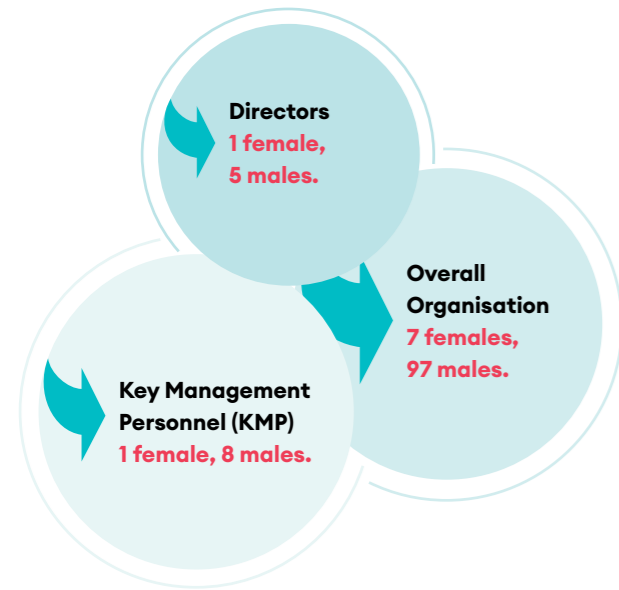 Directors
1 female,
5 males.
Overall
Organisation
7 females,
97 males.
Key Management
Personnel (KMP)
1 female, 8 males.